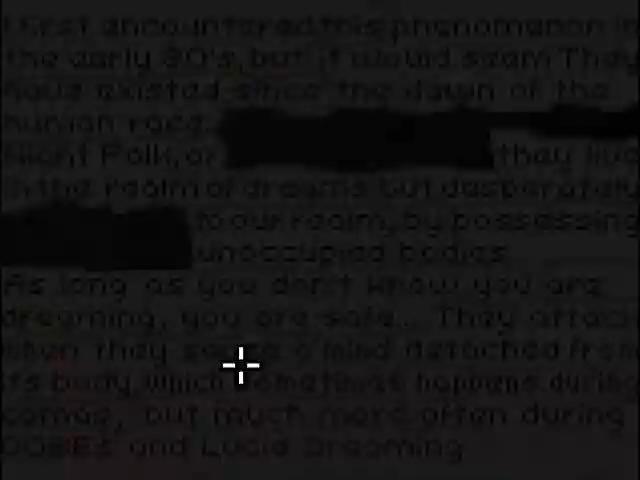 I first encountered this phenomenon in
the early 80's, but it would seem They
have existed since the dawn of the
human race.
Night Folk, or they live
in the realm of dreams but desperately
to our realm, by possessing
unoccupied bodies
As long as you don't know you are
dreaming, you are safe... They attack
when they sense a mind detached from
its body, which sometimes happens during
comas, but much more often during
OOBEs and Lucid Dreaming